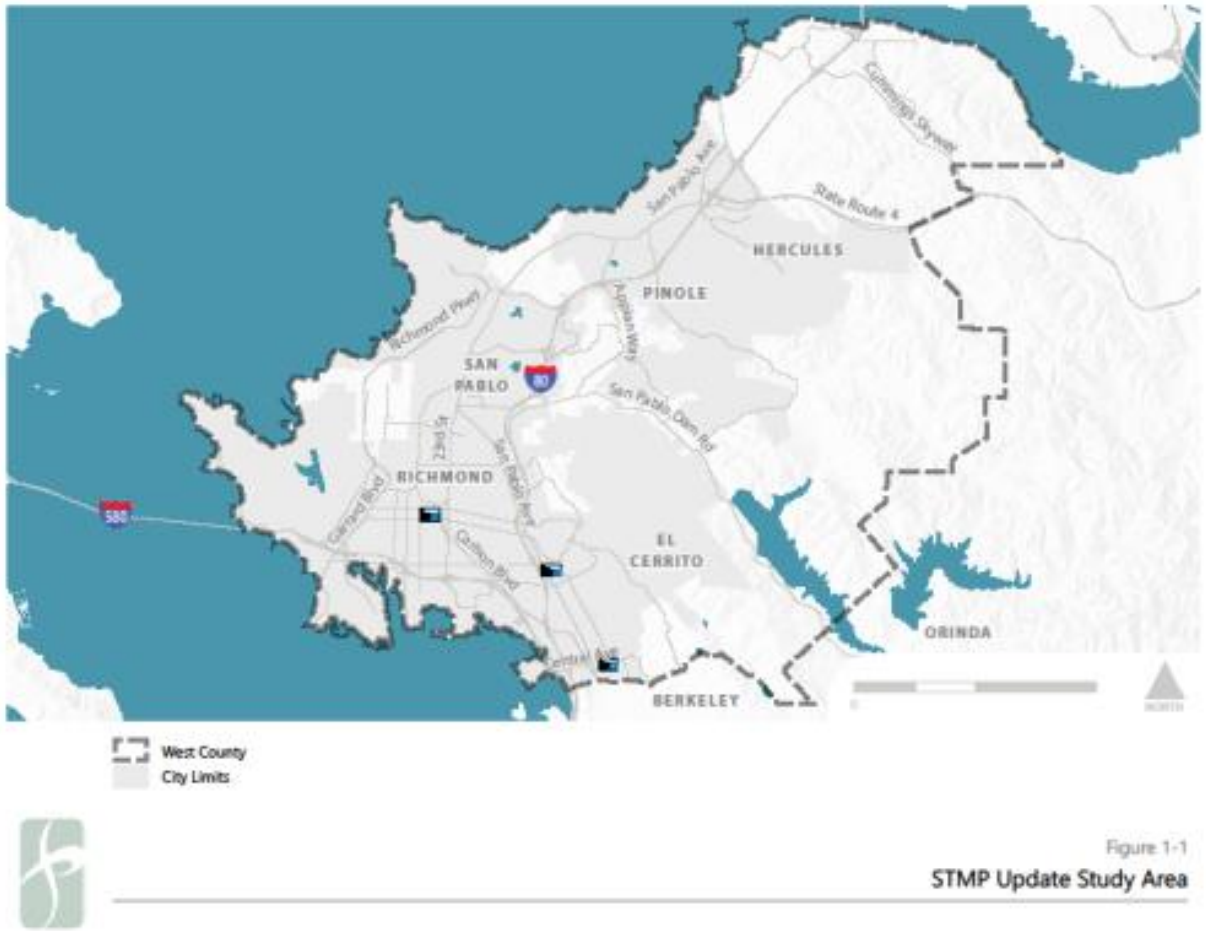 Cummings Skyway
San Pablo Ave
State Route 4
HERCULES
PINOLE
Appian Way
Richmond Pkwy
SAN
PABLO
80
San Pablo Dam Rd
23rd St
San Pablo Ave
RICHMOND
580
Garrard Blvd
Cutting Blvd
EL
CERRITO
ORINDA
Central Ave
BERKELEY
0
NORTH
West County
City Limits
Figure 1-1
STMP Update Study Area